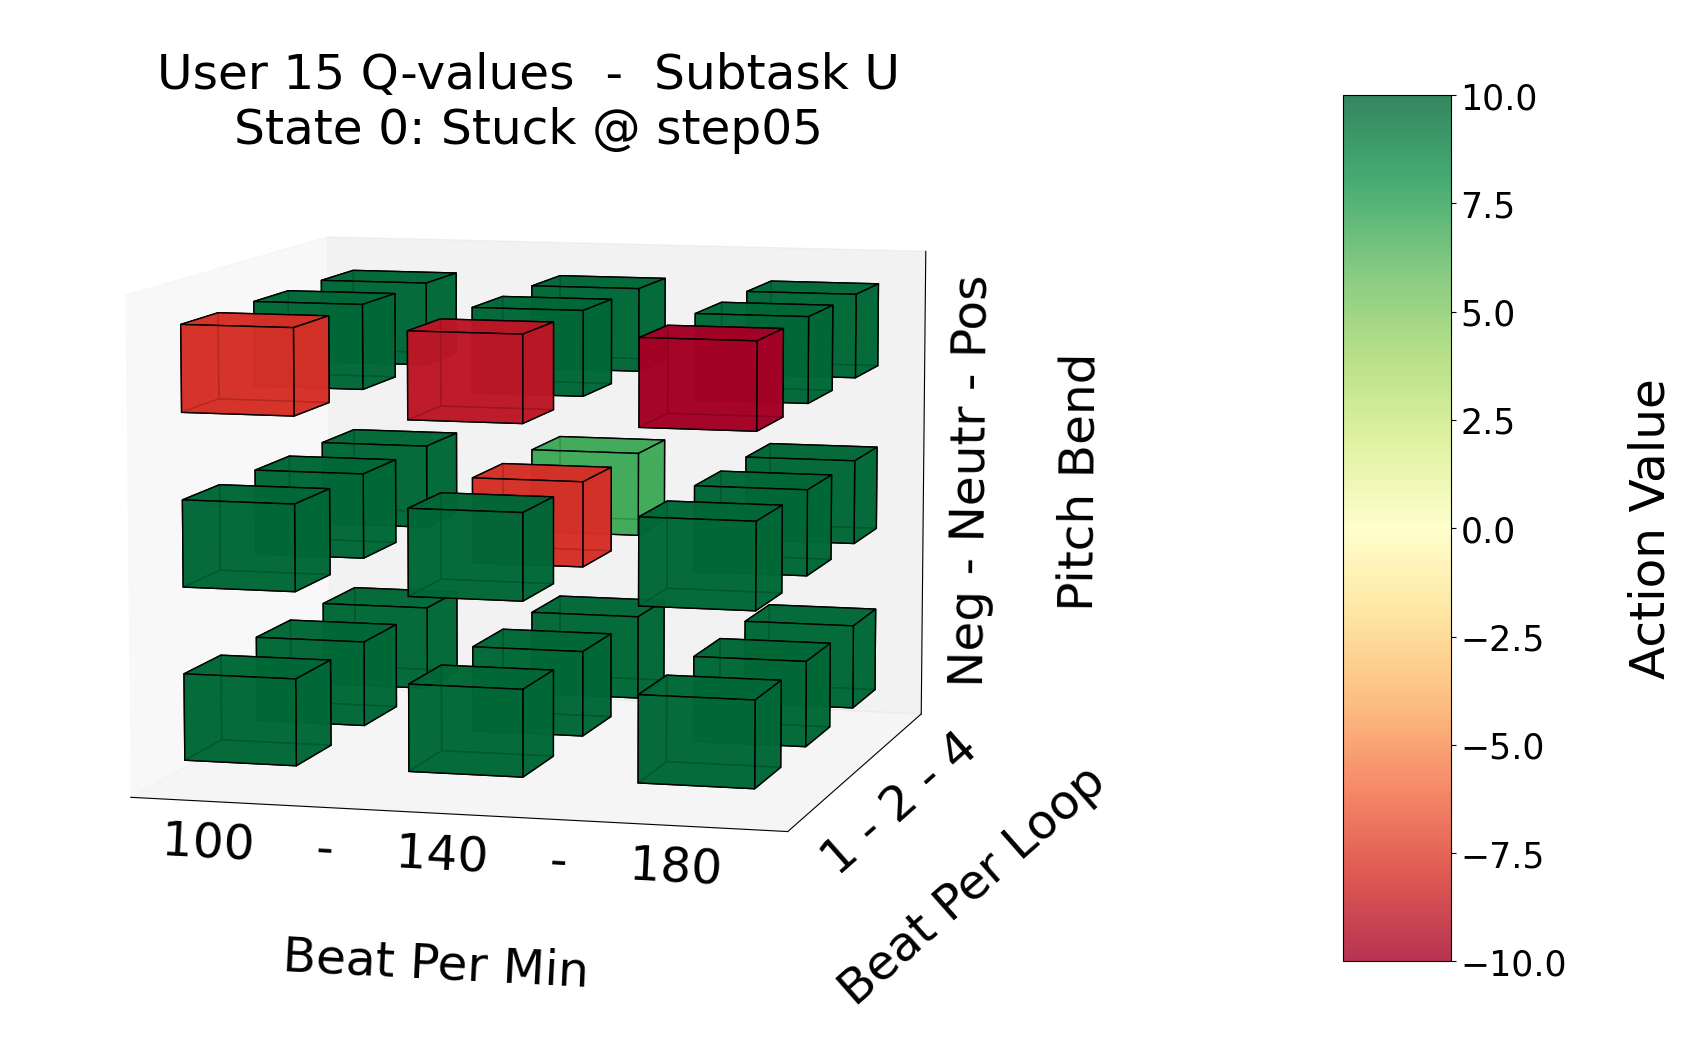 User 15 Q-values  -  Subtask U
State 0: Stuck @ step05
Neg - Neutr - Pos
Pitch Bend
1 - 2 - 4
Beat Per Loop
100 - 140 - 180
Beat Per Min
10.0
7.5
5.0
2.5
0.0
−2.5
−5.0
−7.5
−10.0
Action Value